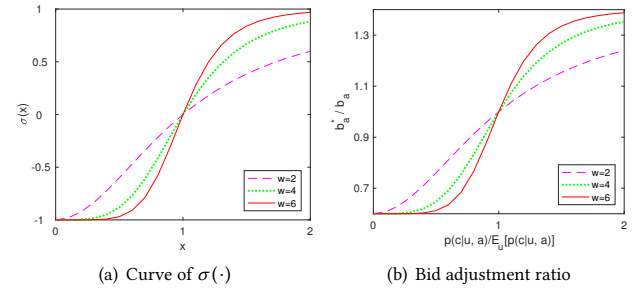 1
0.5
0
-0.5
-1
σ(x)
w=2
w=4
w=6
0
1
2
x
(a) Curve of σ(·)
1.3
1.1
0.9
0.7
b*a / ba
w=2
w=4
w=6
0
1
2
p(c|u, a)/Eu[p(c|u, a)]
(b) Bid adjustment ratio